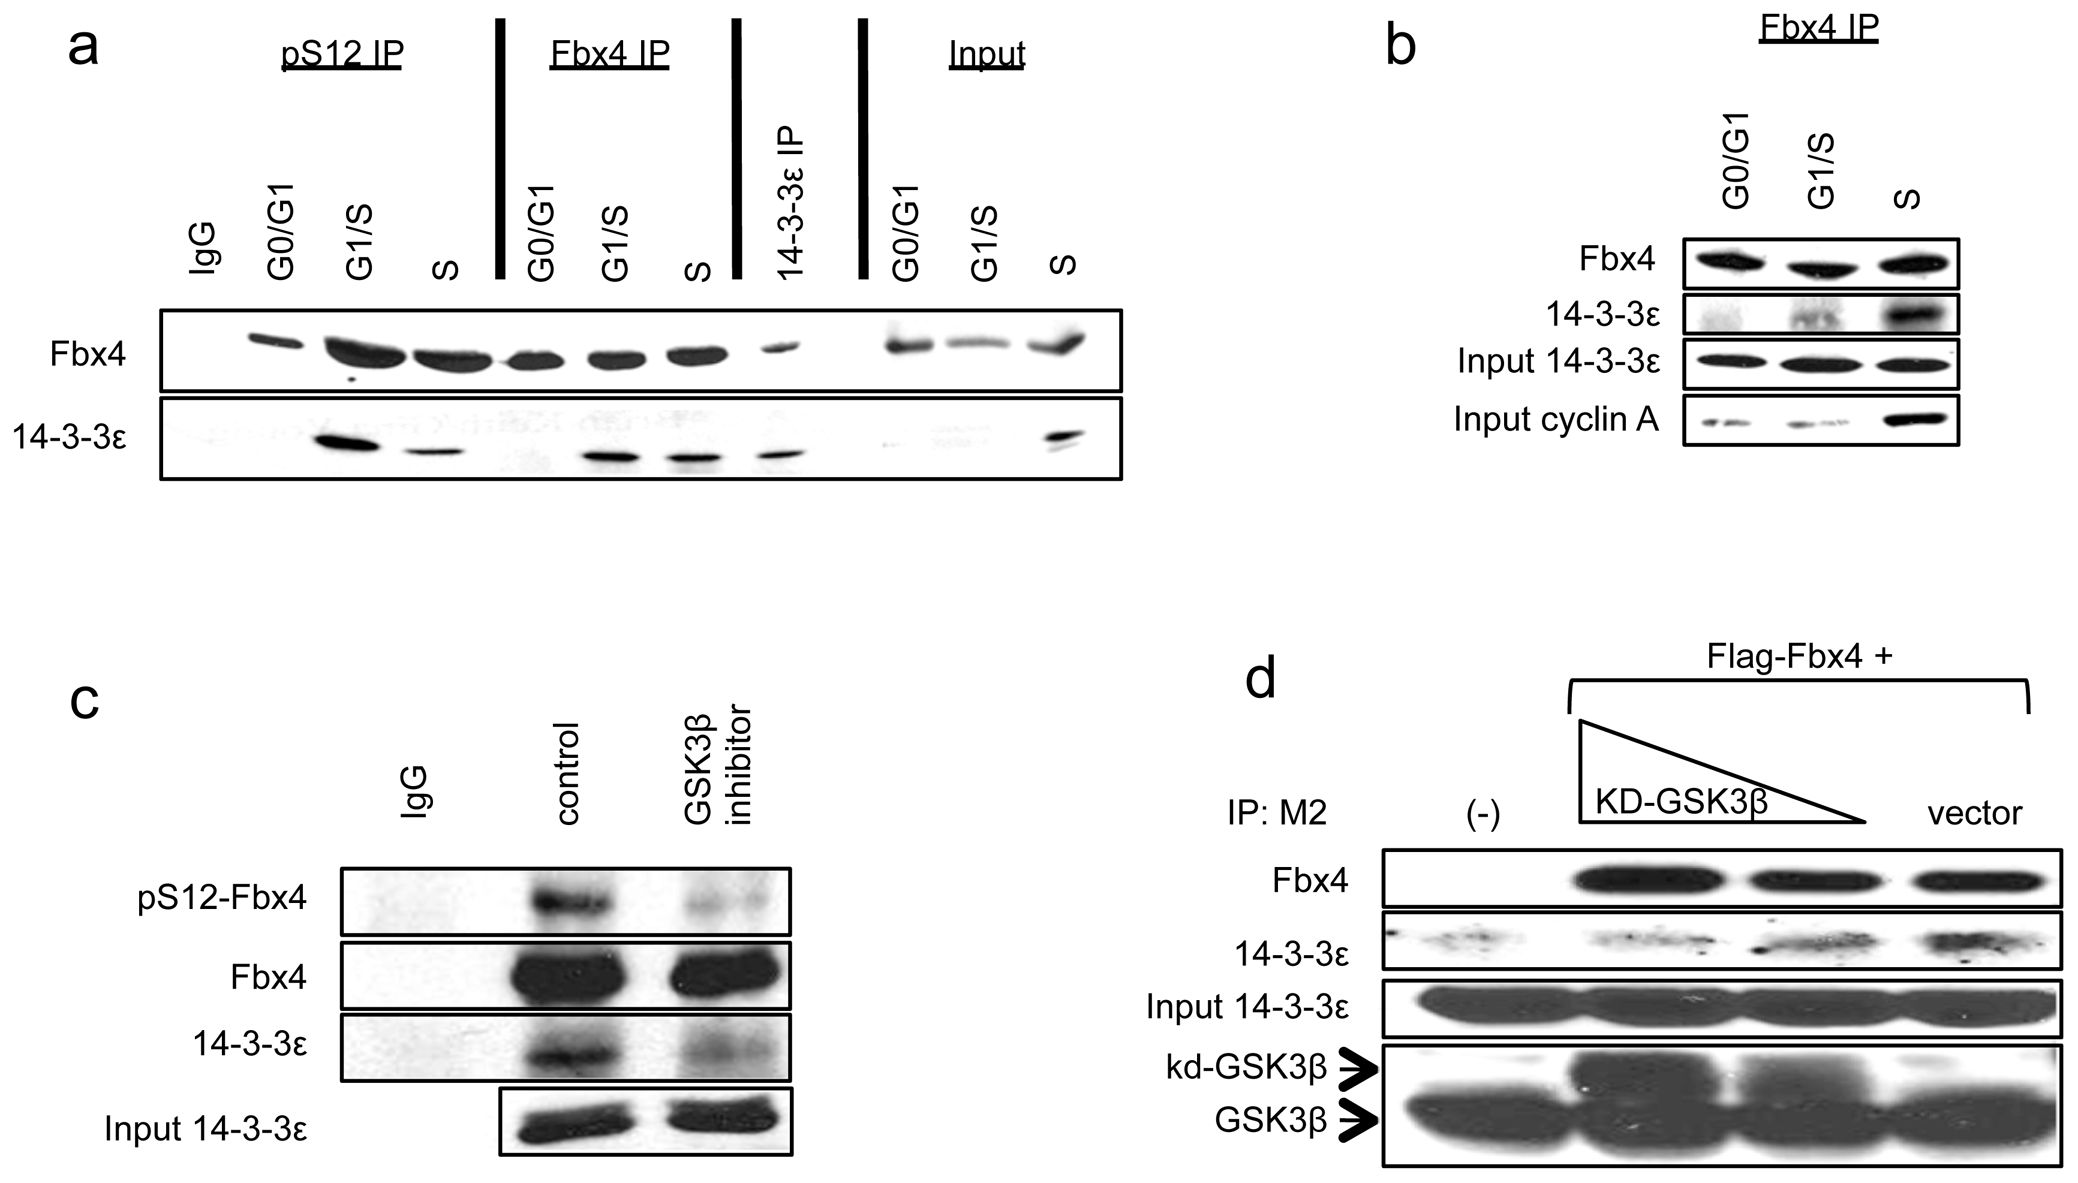 a
pS12 IP
Fbx4 IP
14-3-3ε IP
Input
IgG
G0/G1
G1/S
S
G0/G1
G1/S
S
G0/G1
G1/S
S
Fbx4
14-3-3ε
b
Fbx4 IP
G0/G1
G1/S
S
Fbx4
14-3-3ε
Input 14-3-3ε
Input cyclin A
c
IgG
control
GSK3β
inhibitor
pS12-Fbx4
Fbx4
14-3-3ε
Input 14-3-3ε
d
Flag-Fbx4 +
IP: M2
(-)
KD-GSK3β
vector
Fbx4
14-3-3ε
Input 14-3-3ε
kd-GSK3β
GSK3β